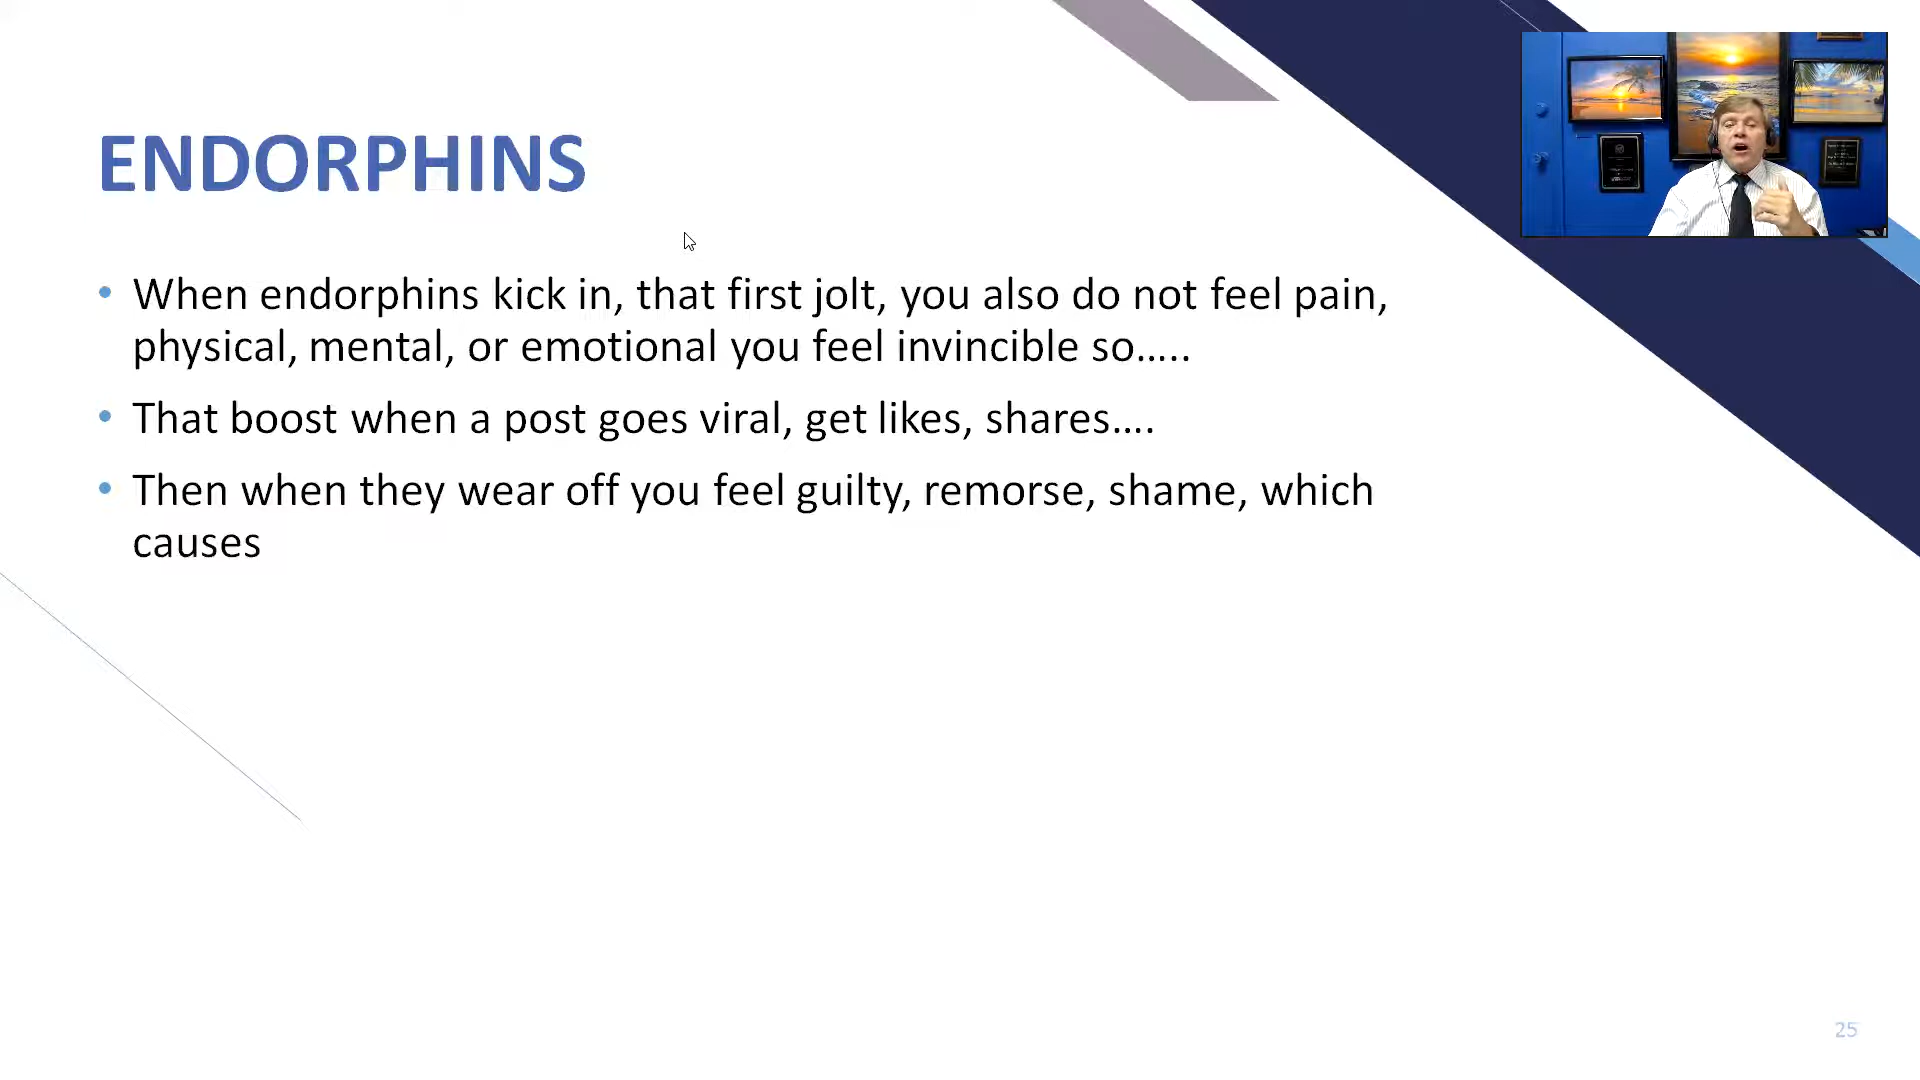 ENDORPHINS
• When endorphins kick in, that first jolt, you also do not feel pain,
physical, mental, or emotional you feel invincible so…..
• That boost when a post goes viral, get likes, shares….
• Then when they wear off you feel guilty, remorse, shame, which
causes
25